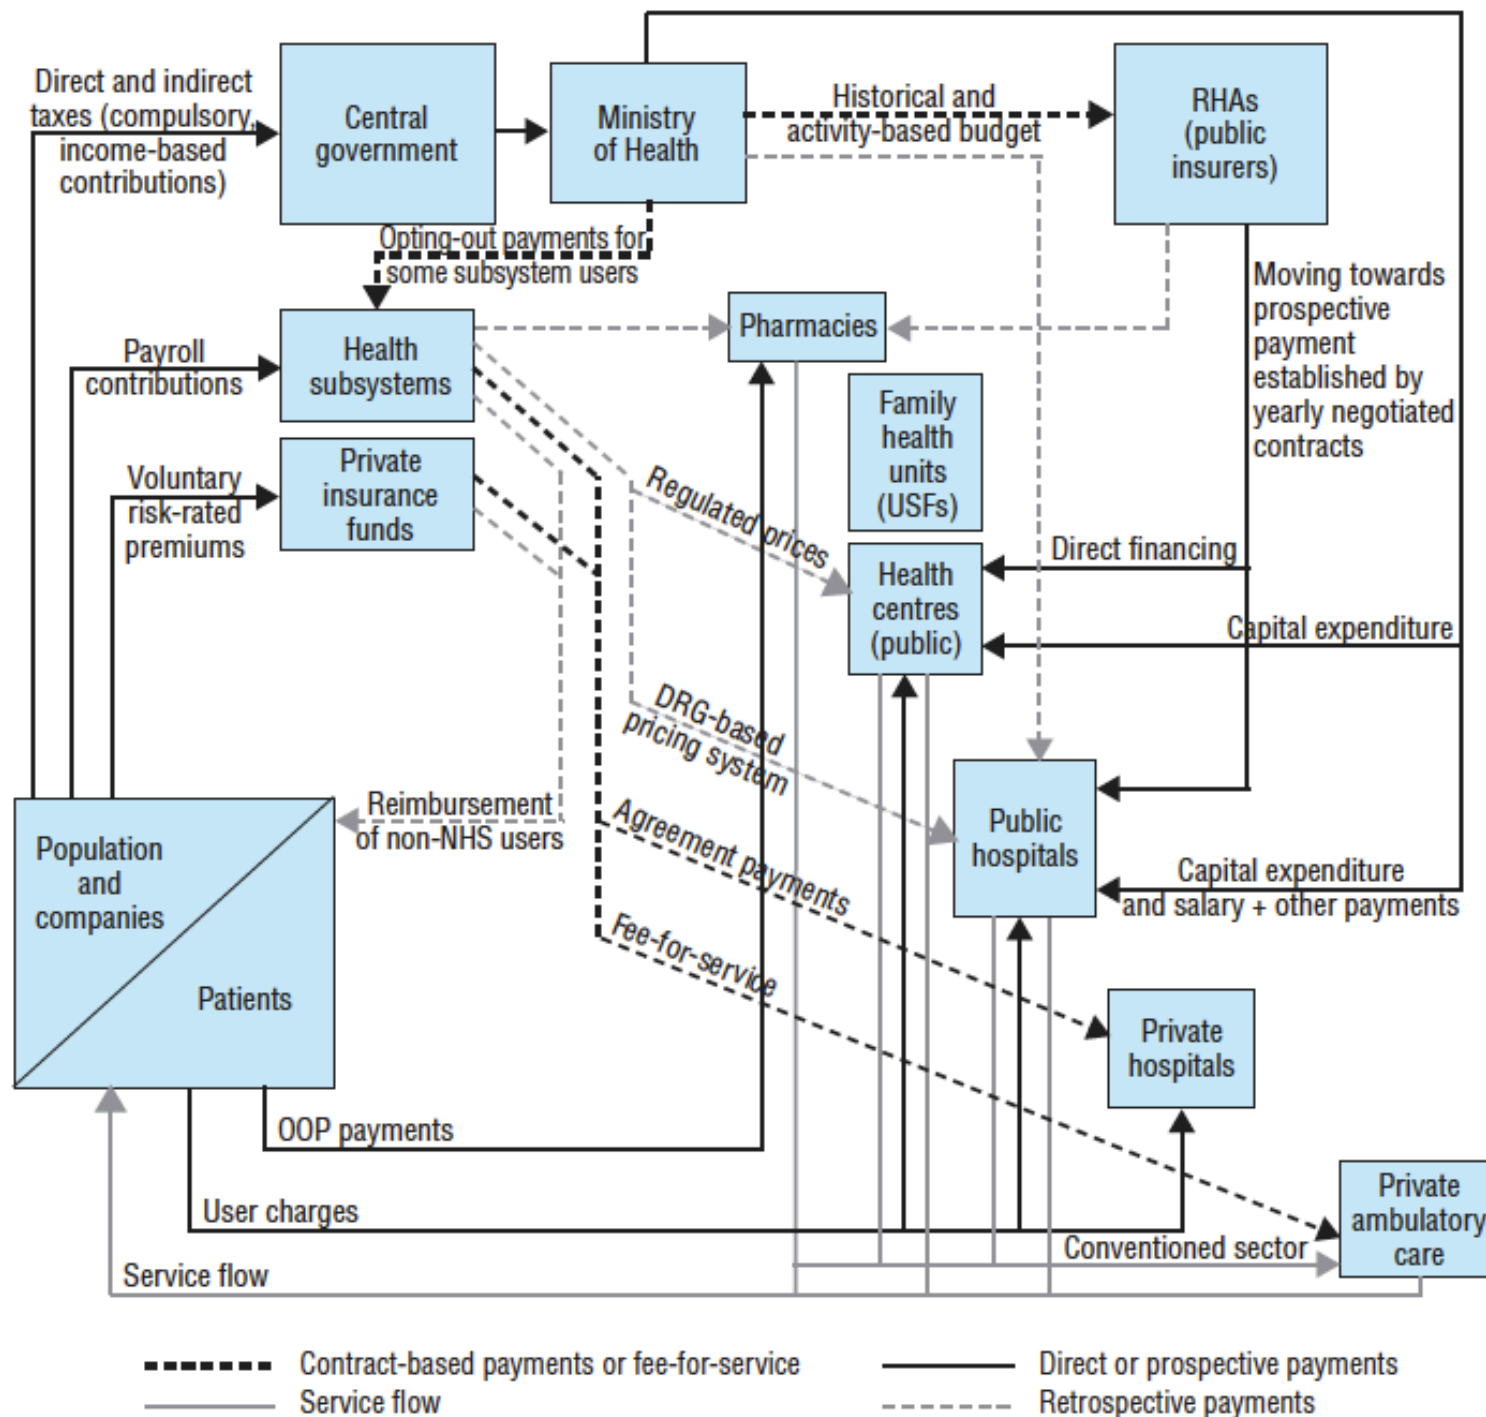 Direct and indirect
taxes (compulsory,
income-based
contributions)
Central
government
Ministry
of Health
Historical and
activity-based budget
RHAs
(public
insurers)
Opting-out payments for
some subsystem users
Moving towards
prospective
payment
established by
yearly negotiated
contracts
Payroll
contributions
Health
subsystems
Pharmacies
Family
health
units
(USFs)
Voluntary
risk-rated
premiums
Private
insurance
funds
Regulated prices
Health
centres
(public)
Direct financing
Capital expenditure
DRG-based
pricing system
Reimbursement
of non-NHS users
Agreement payments
Public
hospitals
Capital expenditure
and salary + other payments
Population
and
companies
Patients
Fee-for-service
Private
hospitals
OOP payments
User charges
Private
ambulatory
care
Conventioned sector
Service flow
Contract-based payments or fee-for-service
Direct or prospective payments
Service flow
Retrospective payments